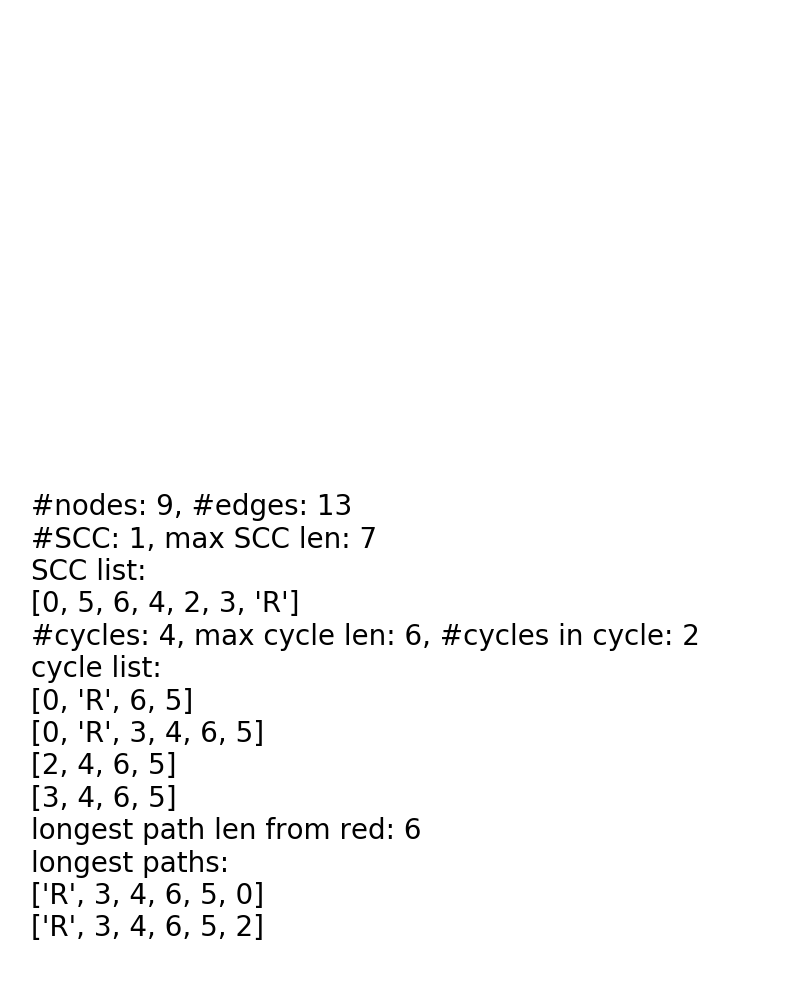 #nodes: 9, #edges: 13
#SCC: 1, max SCC len: 7
SCC list:
[0, 5, 6, 4, 2, 3, 'R']
#cycles: 4, max cycle len: 6, #cycles in cycle: 2
cycle list:
[0, 'R', 6, 5]
[0, 'R', 3, 4, 6, 5]
[2, 4, 6, 5]
[3, 4, 6, 5]
longest path len from red: 6
longest paths:
['R', 3, 4, 6, 5, 0]
['R', 3, 4, 6, 5, 2]